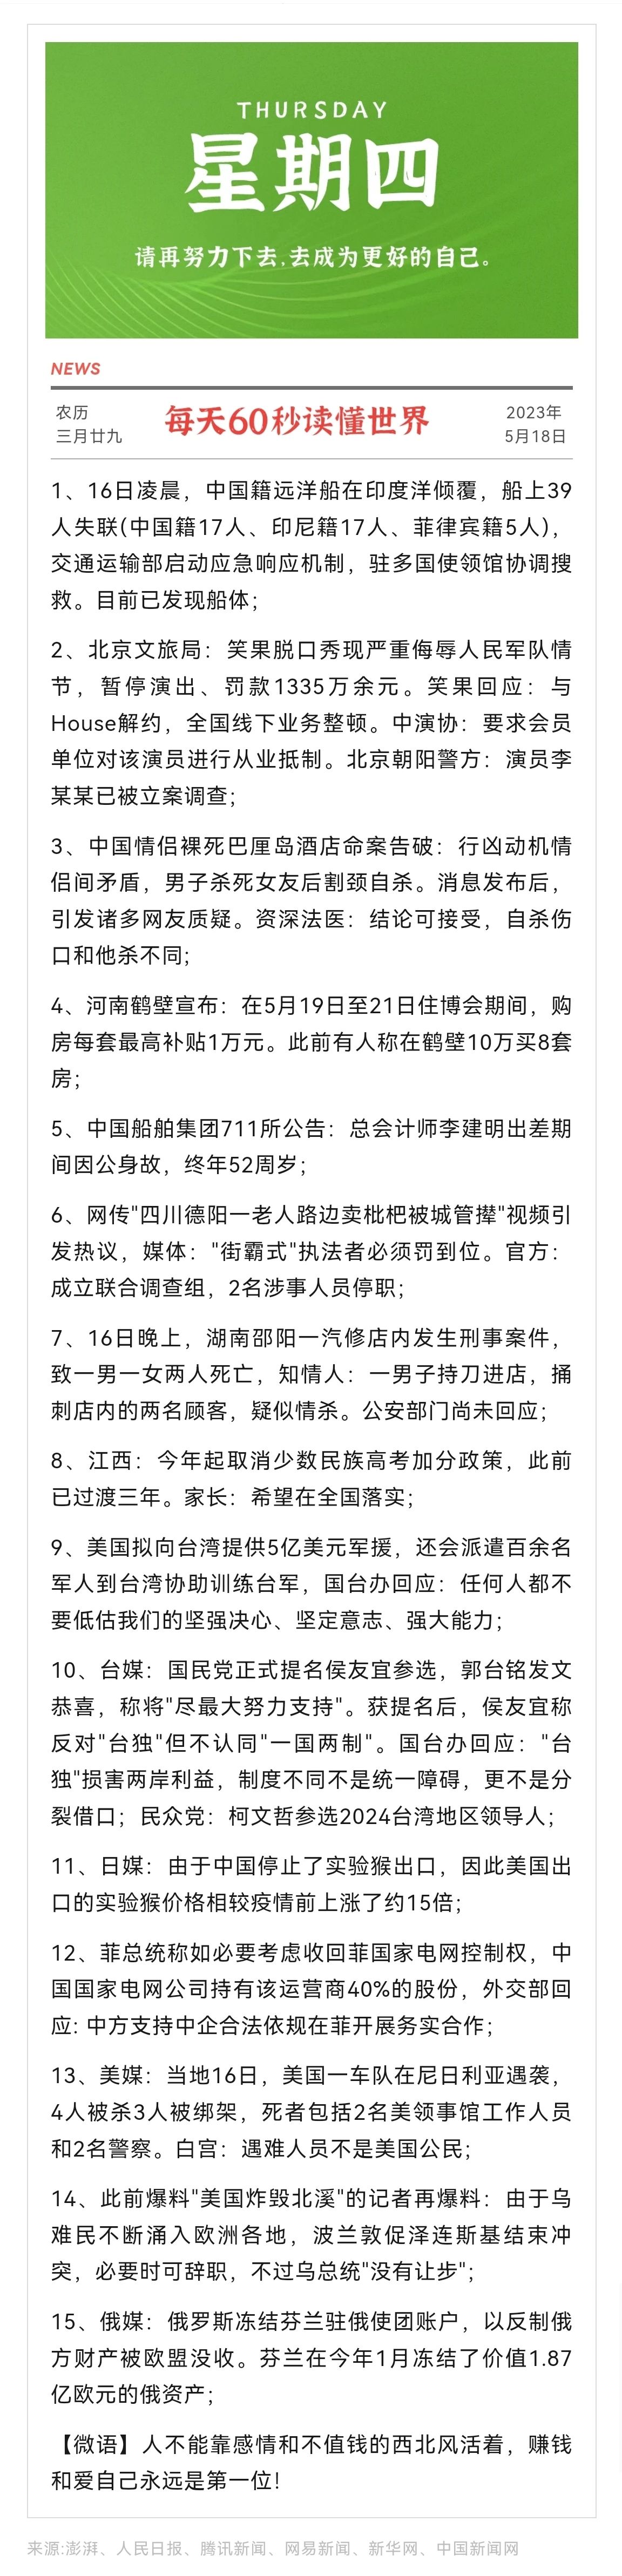 THURSDAY
星期四
请再努力下去,去成为更好的自己。
NEWS
农历
三月廿九
每天60秒读懂世界
2023年
5月18日
1、16日凌晨，中国籍远洋船在印度洋倾覆，船上39
人失联(中国籍17人、印尼籍17人、菲律宾籍5人)，
交通运输部启动应急响应机制，驻多国使领馆协调搜
救。目前已发现船体；
2、北京文旅局：笑果脱口秀现严重侮辱人民军队情
节，暂停演出、罚款1335万余元。笑果回应：与
House解约，全国线下业务整顿。中演协：要求会员
单位对该演员进行从业抵制。北京朝阳警方：演员李
某某已被立案调查；
3、中国情侣裸死巴厘岛酒店命案告破：行凶动机情
侣间矛盾，男子杀死女友后割颈自杀。消息发布后，
引发诸多网友质疑。资深法医：结论可接受，自杀伤
口和他杀不同；
4、河南鹤壁宣布：在5月19日至21日住博会期间，购
房每套最高补贴1万元。此前有人称在鹤壁10万买8套
房；
5、中国船舶集团711所公告：总会计师李建明出差期
间因公身故，终年52周岁；
6、网传"四川德阳一老人路边卖枇杷被城管撵"视频引
发热议，媒体："街霸式"执法者必须罚到位。官方：
成立联合调查组，2名涉事人员停职；
7、16日晚上，湖南邵阳一汽修店内发生刑事案件，
致一男一女两人死亡，知情人：一男子持刀进店，捅
刺店内的两名顾客，疑似情杀。公安部门尚未回应；
8、江西：今年起取消少数民族高考加分政策，此前
已过渡三年。家长：希望在全国落实；
9、美国拟向台湾提供5亿美元军援，还会派遣百余名
军人到台湾协助训练台军，国台办回应：任何人都不
要低估我们的坚强决心、坚定意志、强大能力；
10、台媒：国民党正式提名侯友宜参选，郭台铭发文
恭喜，称将"尽最大努力支持"。获提名后，侯友宜称
反对"台独"但不认同"一国两制"。国台办回应："台
独"损害两岸利益，制度不同不是统一障碍，更不是分
裂借口；民众党：柯文哲参选2024台湾地区领导人；
11、日媒：由于中国停止了实验猴出口，因此美国出
口的实验猴价格相较疫情前上涨了约15倍；
12、菲总统称如必要考虑收回菲国家电网控制权，中
国国家电网公司持有该运营商40%的股份，外交部回
应: 中方支持中企合法依规在菲开展务实合作；
13、美媒：当地16日，美国一车队在尼日利亚遇袭，
4人被杀3人被绑架，死者包括2名美领事馆工作人员
和2名警察。白宫：遇难人员不是美国公民；
14、此前爆料"美国炸毁北溪"的记者再爆料：由于乌
难民不断涌入欧洲各地，波兰敦促泽连斯基结束冲
突，必要时可辞职，不过乌总统"没有让步"；
15、俄媒：俄罗斯冻结芬兰驻俄使团账户，以反制俄
方财产被欧盟没收。芬兰在今年1月冻结了价值1.87
亿欧元的俄资产；
【微语】人不能靠感情和不值钱的西北风活着，赚钱
和爱自己永远是第一位!
来源:澎湃、人民日报、腾讯新闻、网易新闻、新华网、中国新闻网